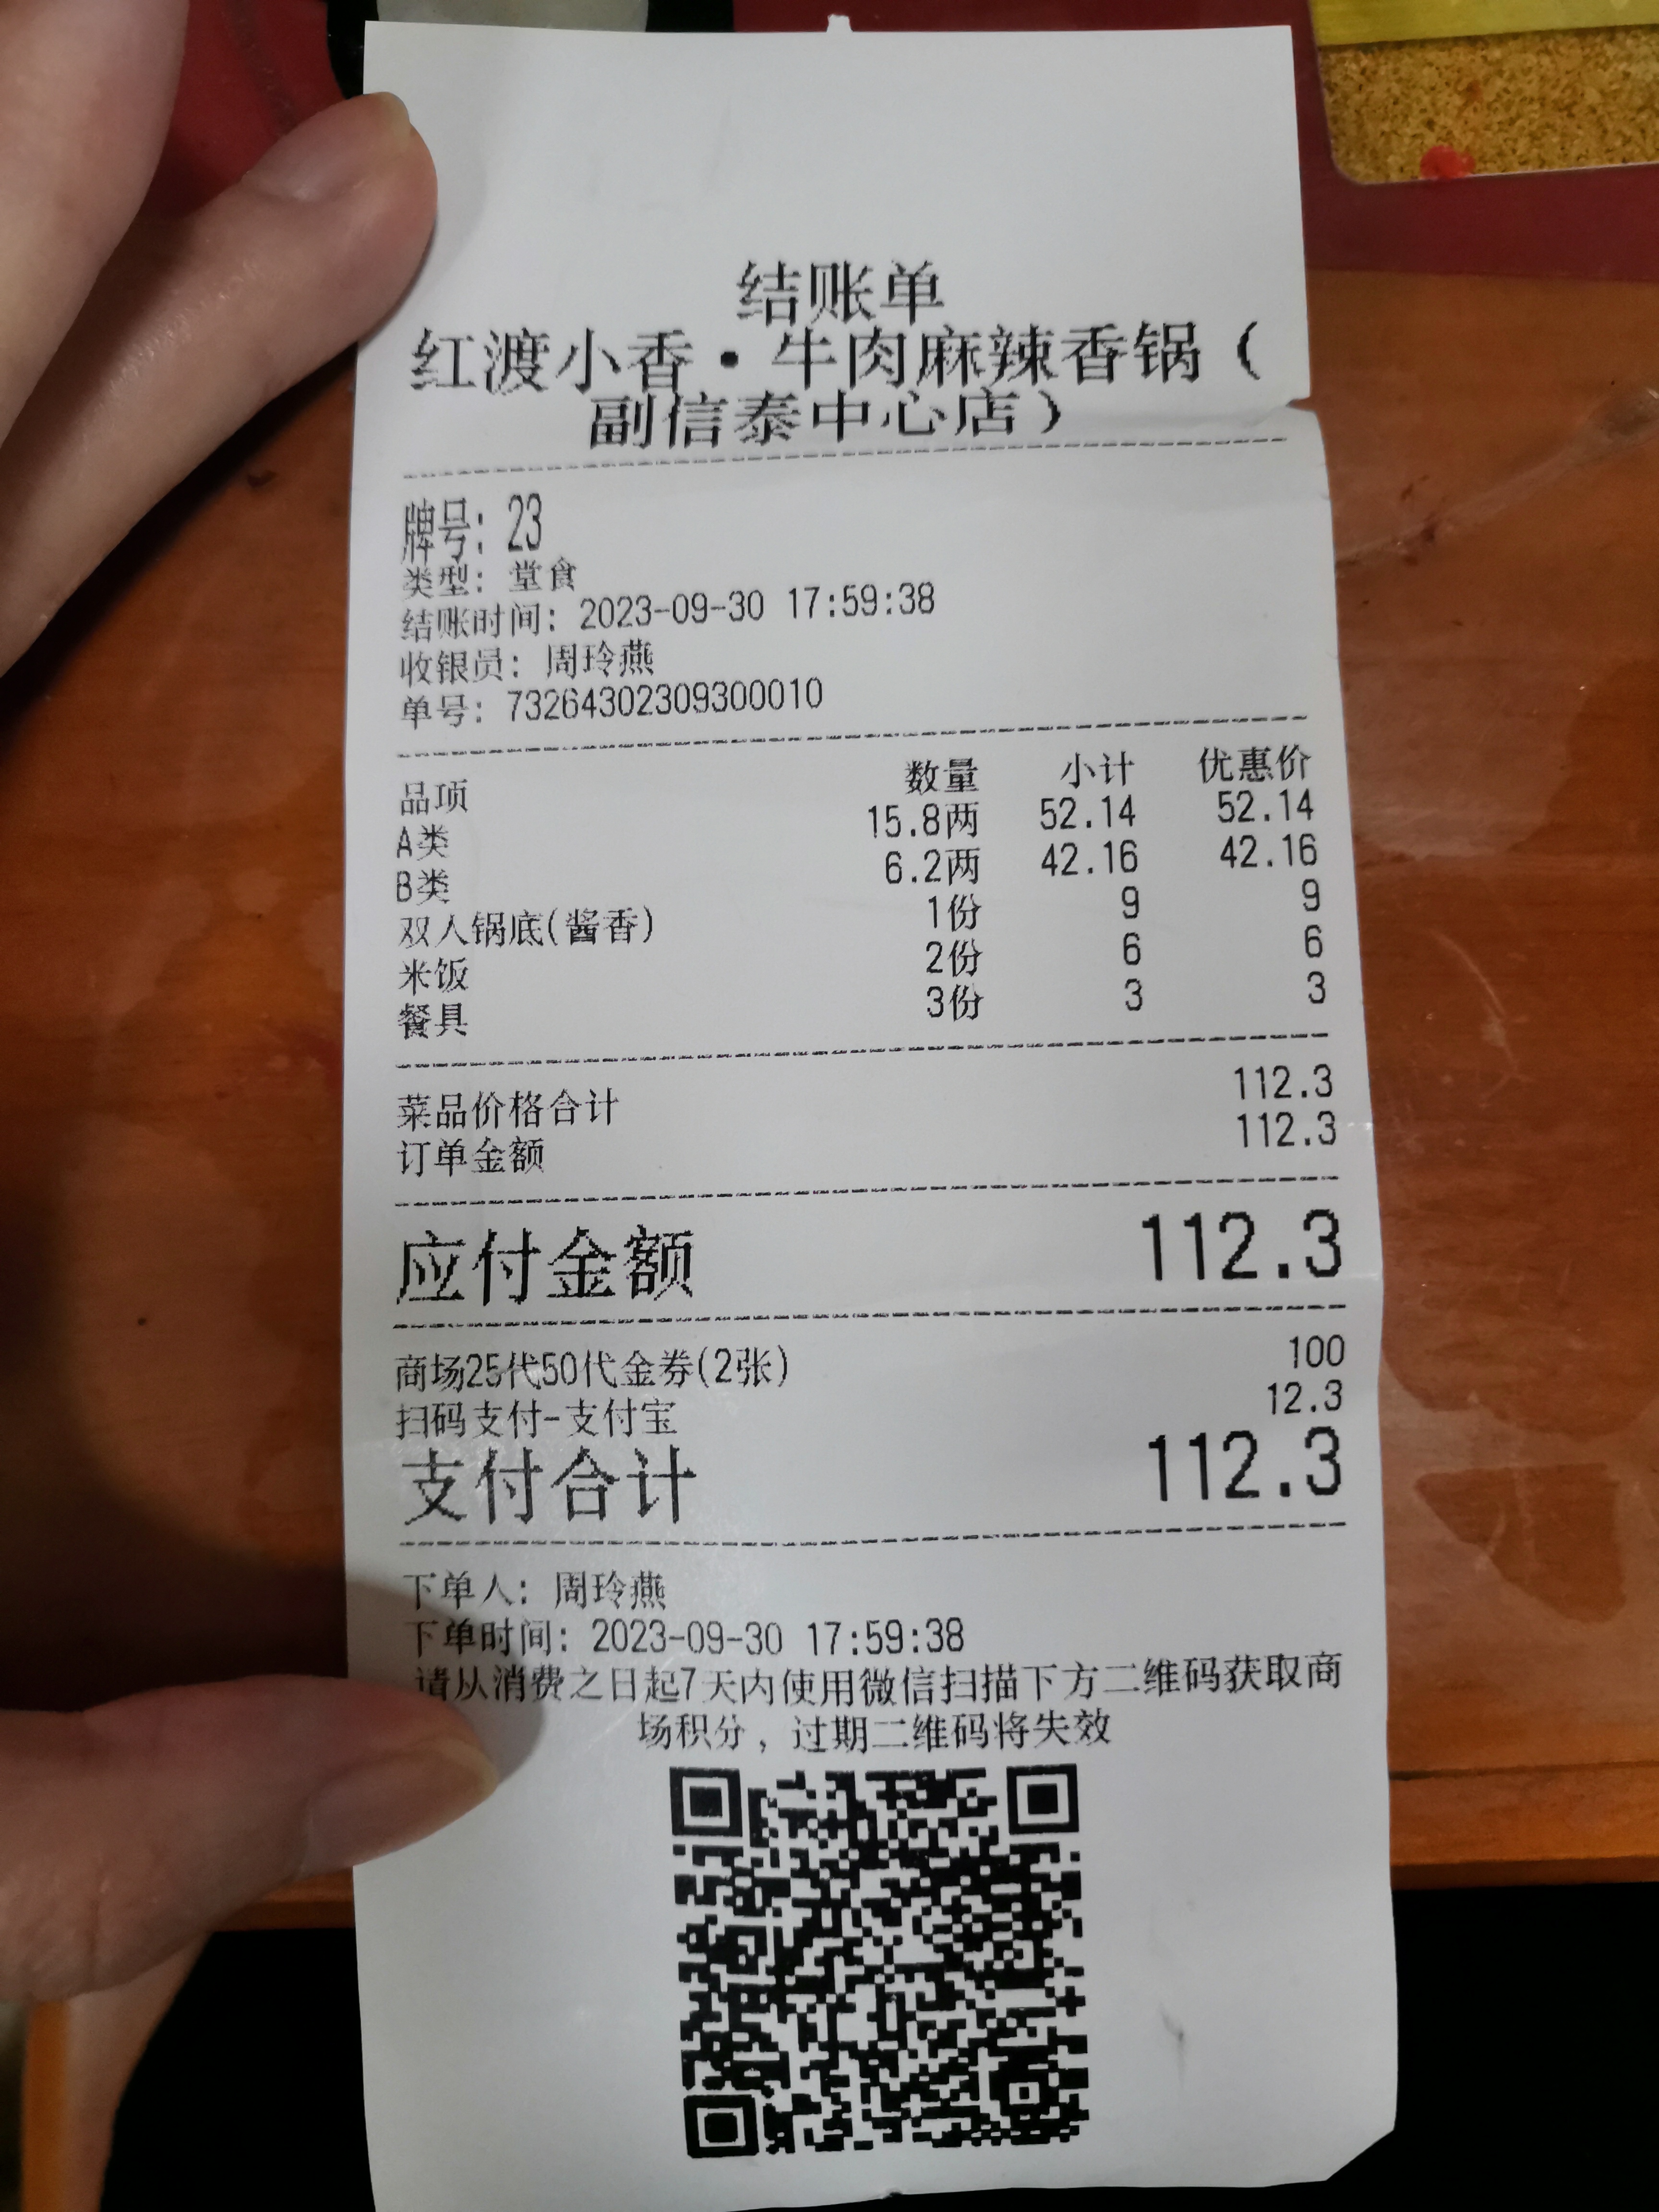 结账单
红渡小香·牛肉麻辣香锅（
副信泰中心店）
牌号：23
类型：堂食
结账时间：2023-09-30 17:59:38
收银员：周玲燕
单号：73264302309300010
品项 数量 小计 优惠价
A类 15.8两 52.14 52.14
B类 6.2两 42.16 42.16
双人锅底(酱香) 1份 9 9
米饭 2份 6 6
餐具 3份 3 3
菜品价格合计 112.3
订单金额 112.3
应付金额 112.3
商场25代50代金券(2张) 100
扫码支付-支付宝 12.3
支付合计 112.3
下单人：周玲燕
下单时间：2023-09-30 17:59:38
请从消费之日起7天内使用微信扫描下方二维码获取商
场积分，过期二维码将失效